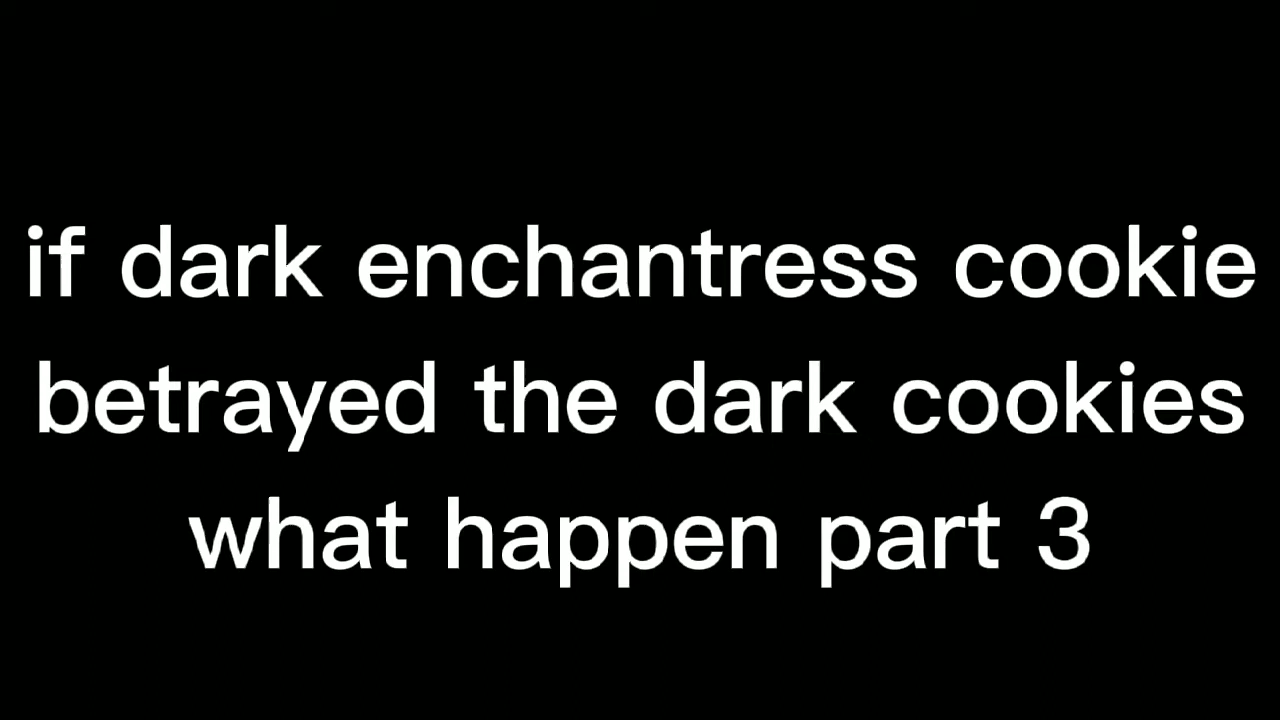 if dark enchantress cookie
betrayed the dark cookies
what happen part 3